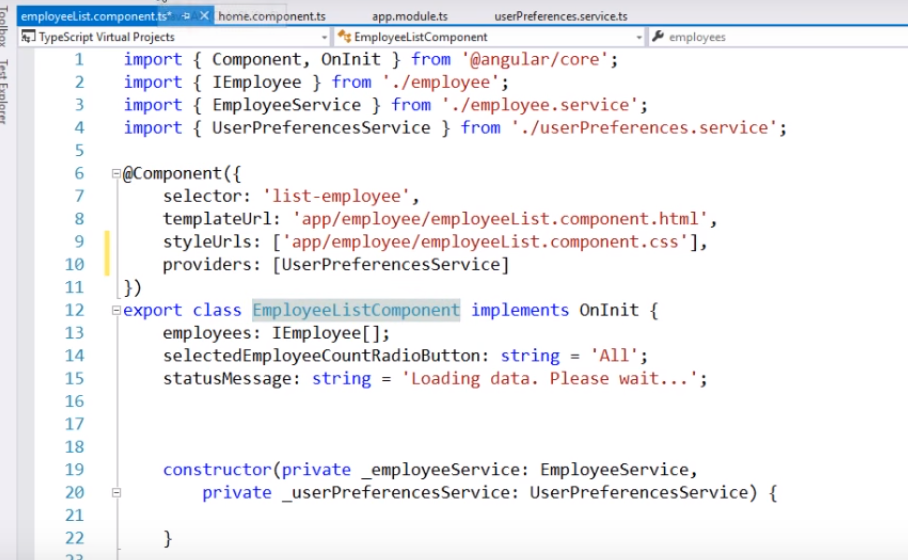 employeeList.component.ts* home.component.ts app.module.ts userPreferences.service.ts
Toolbox
Test Explorer
TypeScript Virtual Projects EmployeeListComponent employees
1 import { Component, OnInit } from '@angular/core';
2 import { IEmployee } from './employee';
3 import { EmployeeService } from './employee.service';
4 import { UserPreferencesService } from './userPreferences.service';
5
6 @Component({
7 selector: 'list-employee',
8 templateUrl: 'app/employee/employeeList.component.html',
9 styleUrls: ['app/employee/employeeList.component.css'],
10 providers: [UserPreferencesService]
11 })
12 export class EmployeeListComponent implements OnInit {
13 employees: IEmployee[];
14 selectedEmployeeCountRadioButton: string = 'All';
15 statusMessage: string = 'Loading data. Please wait...';
16
17
18
19 constructor(private _employeeService: EmployeeService,
20 private _userPreferencesService: UserPreferencesService) {
21
22 }
23